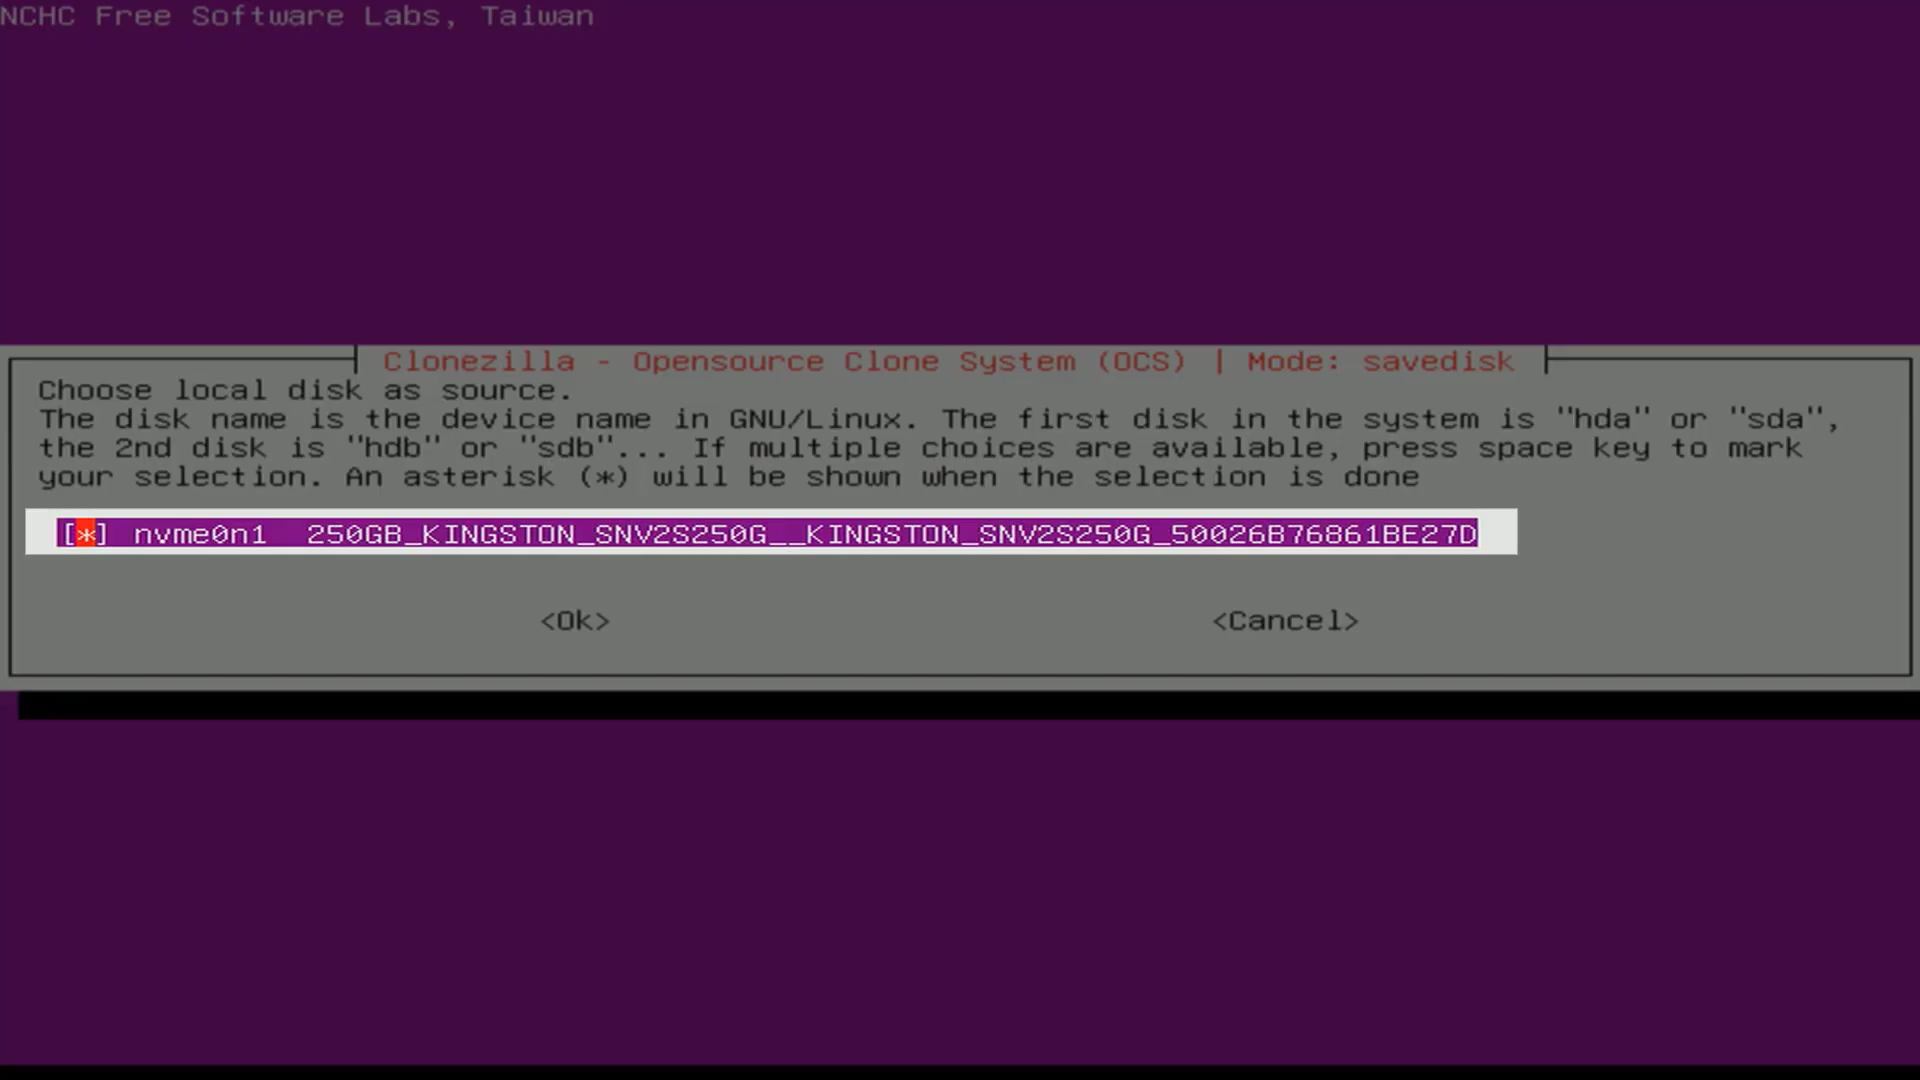 NCHC Free Software Labs, Taiwan
Clonezilla - Opensource Clone System (OCS) | Mode: savedisk
Choose local disk as source.
The disk name is the device name in GNU/Linux. The first disk in the system is "hda" or "sda",
the 2nd disk is "hdb" or "sdb"... If multiple choices are available, press space key to mark
your selection. An asterisk (*) will be shown when the selection is done
[*] nvme0n1 250GB_KINGSTON_SNV2S250G__KINGSTON_SNV2S250G_50026B76861BE27D
<Ok> <Cancel>